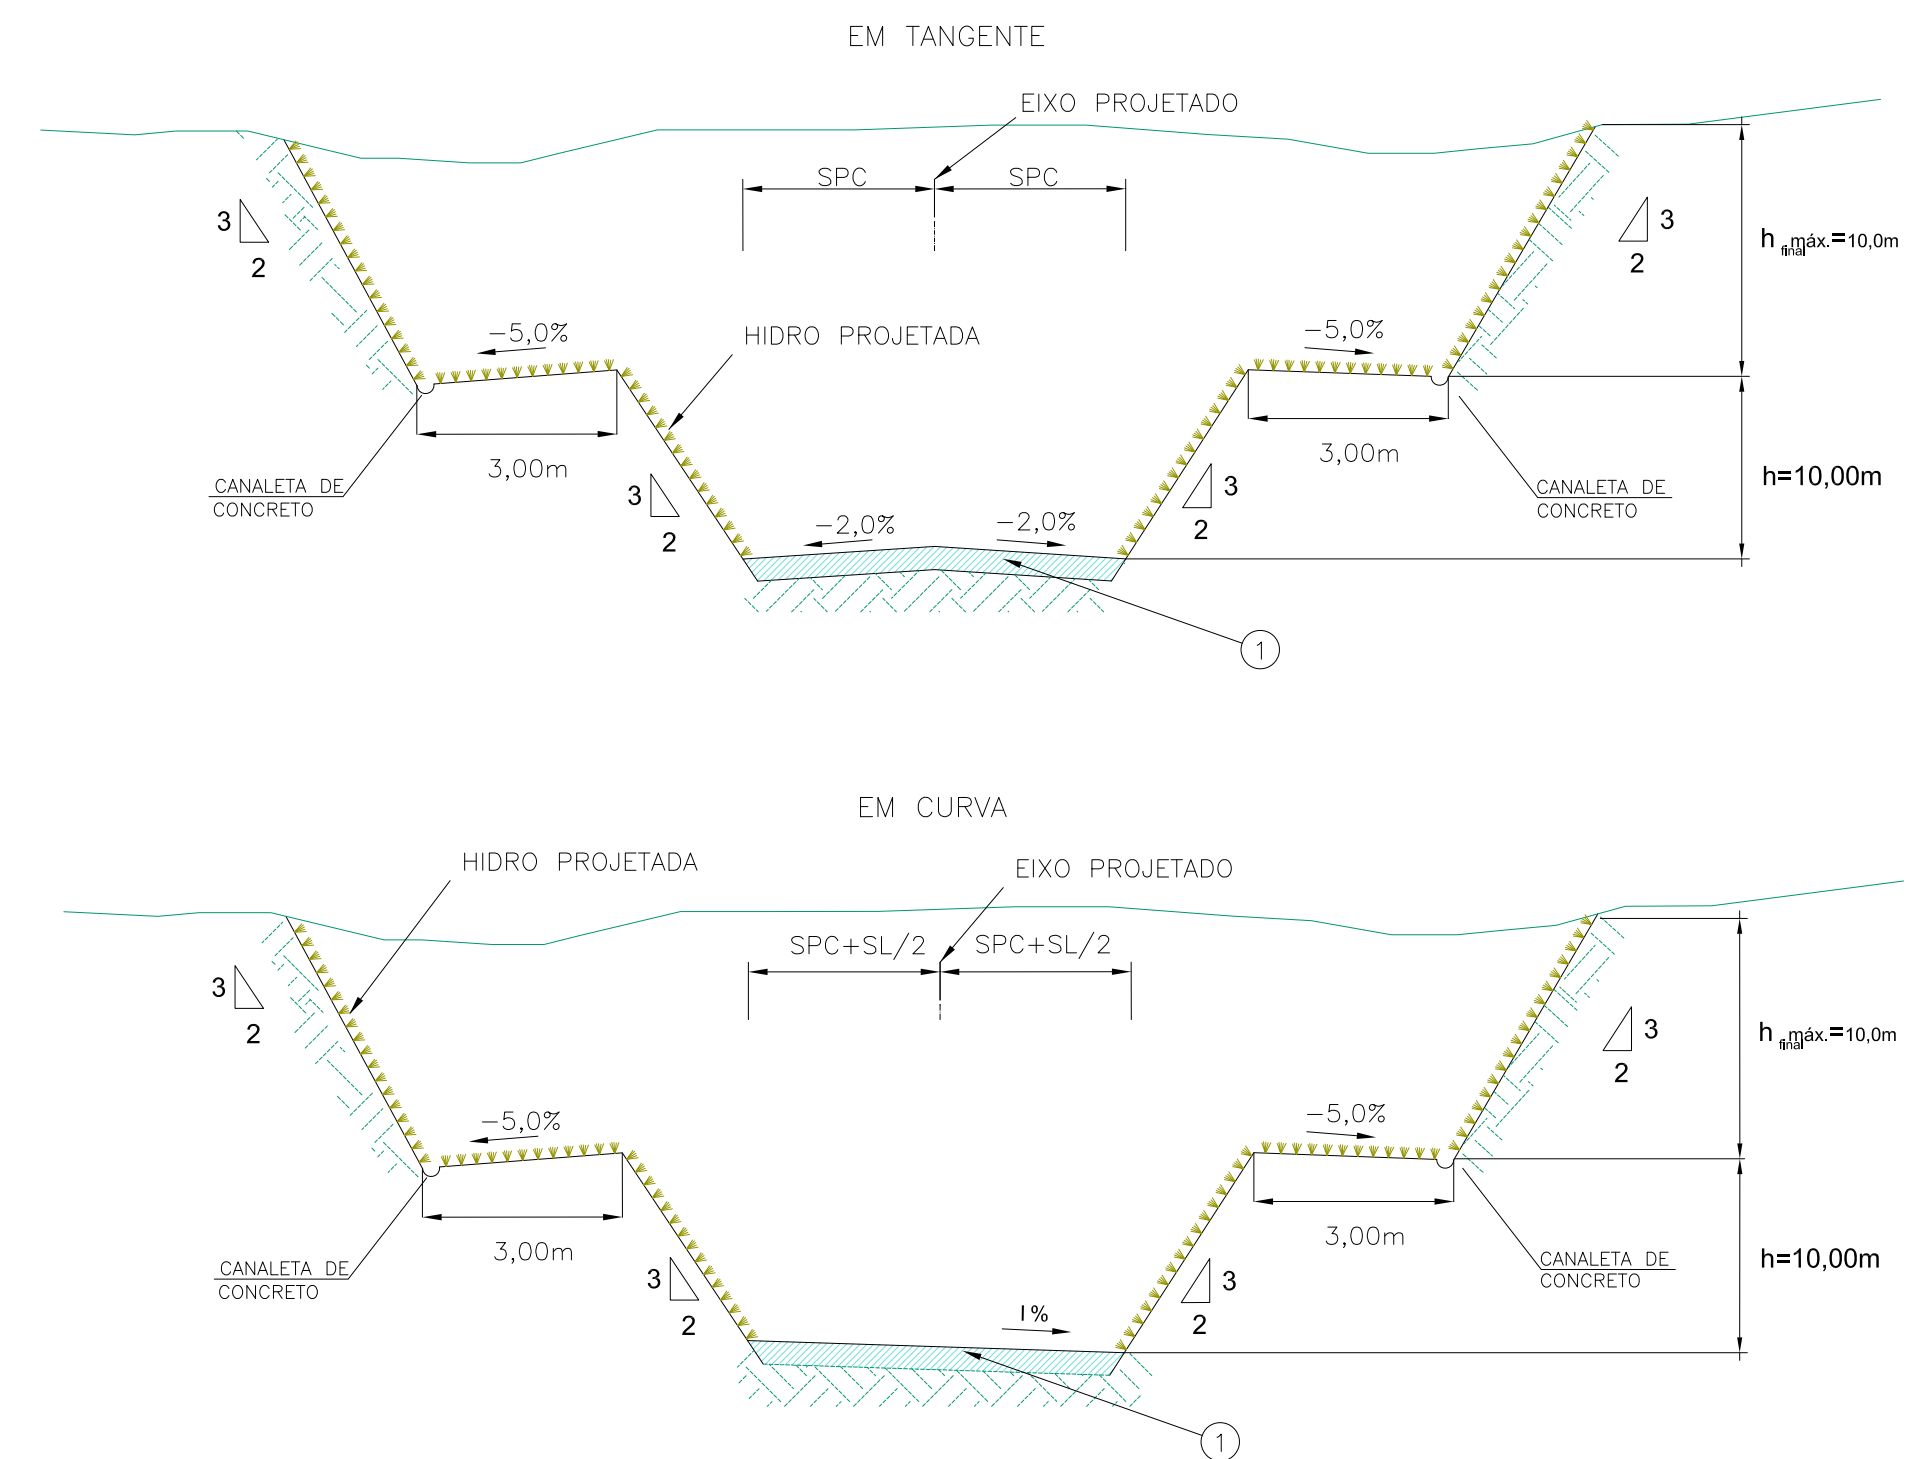 EM TANGENTE
EIXO PROJETADO
SPC
SPC
3
2
3
2
h final máx.=10,0m
-5,0%
HIDRO PROJETADA
-5,0%
3,00m
3,00m
h=10,00m
CANALETA DE
CONCRETO
3
2
3
2
CANALETA DE
CONCRETO
-2,0%
-2,0%
1
EM CURVA
HIDRO PROJETADA
EIXO PROJETADO
SPC+SL/2
SPC+SL/2
3
2
3
2
h final máx.=10,0m
-5,0%
-5,0%
3,00m
3,00m
h=10,00m
CANALETA DE
CONCRETO
3
2
3
2
CANALETA DE
CONCRETO
I%
1